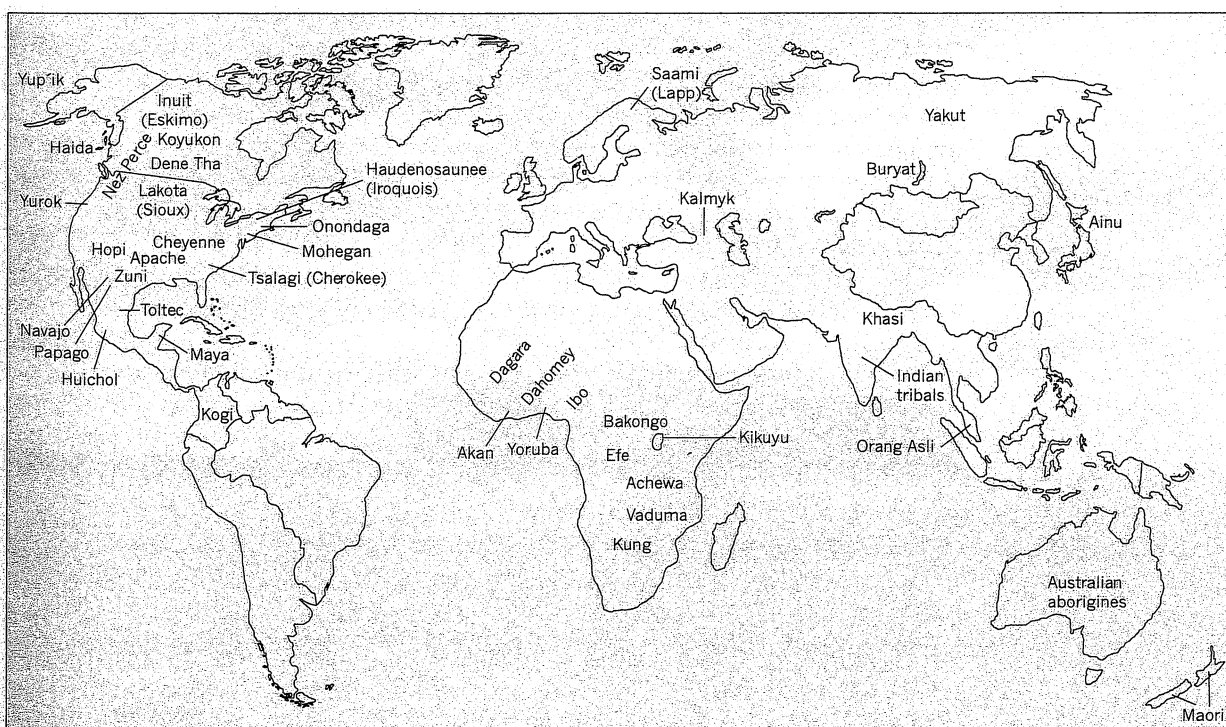 Yup´ik
Inuit
(Eskimo)
Koyukon
Haida
Nez Perce
Dene Tha
Lakota
(Sioux)
Yurok
Haudenosaunee
(Iroquois)
Onondaga
Mohegan
Cheyenne
Hopi
Apache
Zuni
Tsalagi (Cherokee)
Toltec
Navajo
Papago
Maya
Huichol
Kogi
Saami
(Lapp)
Kalmyk
Yakut
Buryat
Ainu
Khasi
Indian
tribals
Orang Asli
Dagara
Dahomey
Ibo
Akan
Yoruba
Bakongo
Kikuyu
Efe
Achewa
Vaduma
Kung
Australian
aborigines
Maori